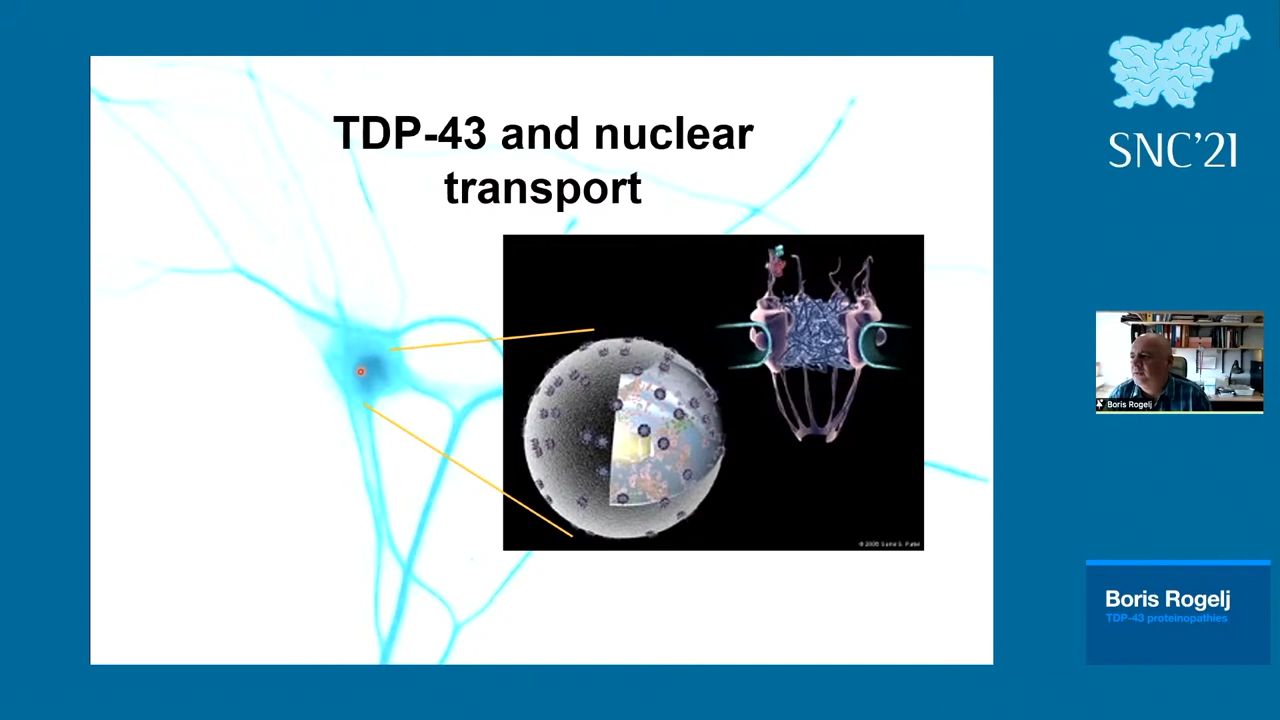 TDP-43 and nuclear
transport
SNC'21
Boris Rogelj
Boris Rogelj
TDP-43 proteinopathies